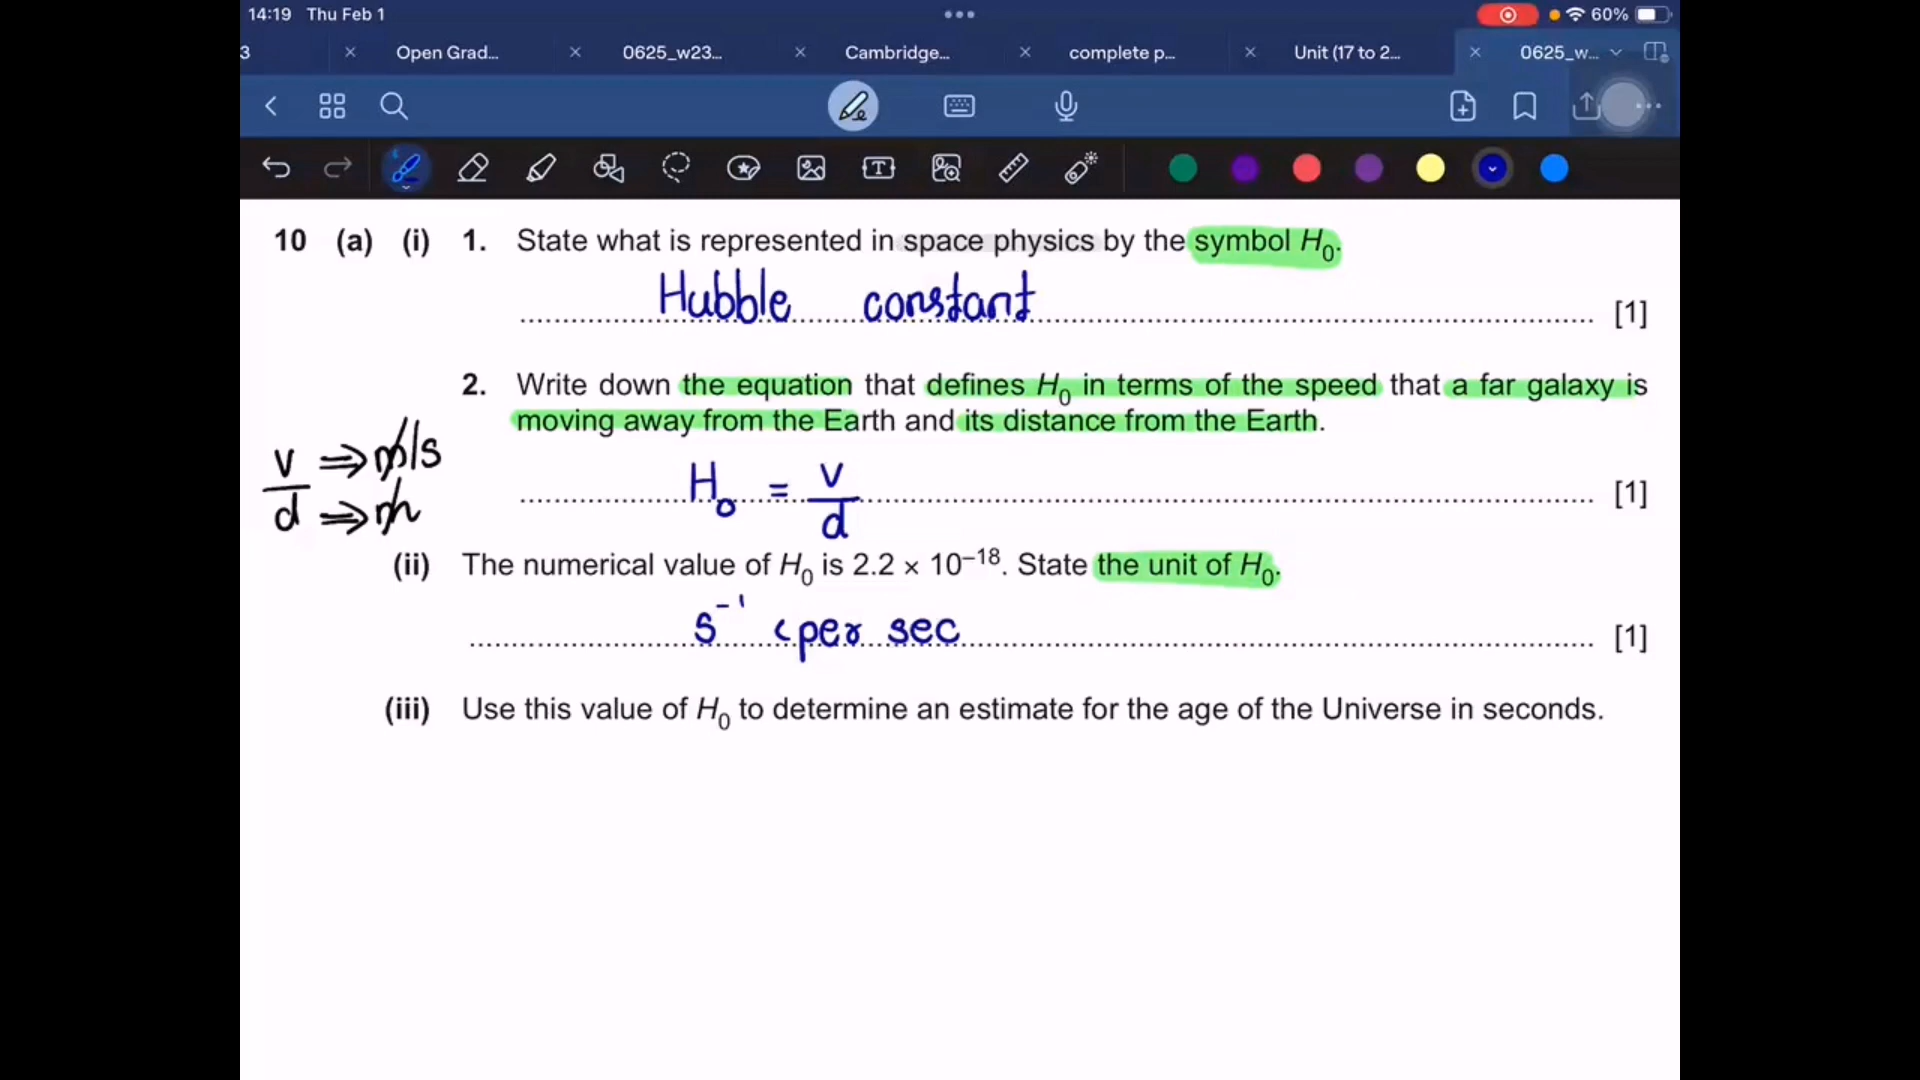 14:19 Thu Feb 1
60%
3
Open Grad...
0625_w23...
Cambridge...
complete p...
Unit (17 to 2...
0625_w...
10 (a) (i) 1. State what is represented in space physics by the symbol H₀.
Hubble constant
[1]
2. Write down the equation that defines H₀ in terms of the speed that a far galaxy is
moving away from the Earth and its distance from the Earth.
v ⇒ m/s
d ⇒ m
H₀ = v/d
[1]
(ii) The numerical value of H₀ is 2.2 × 10⁻¹⁸. State the unit of H₀.
s⁻¹ (per sec
[1]
(iii) Use this value of H₀ to determine an estimate for the age of the Universe in seconds.